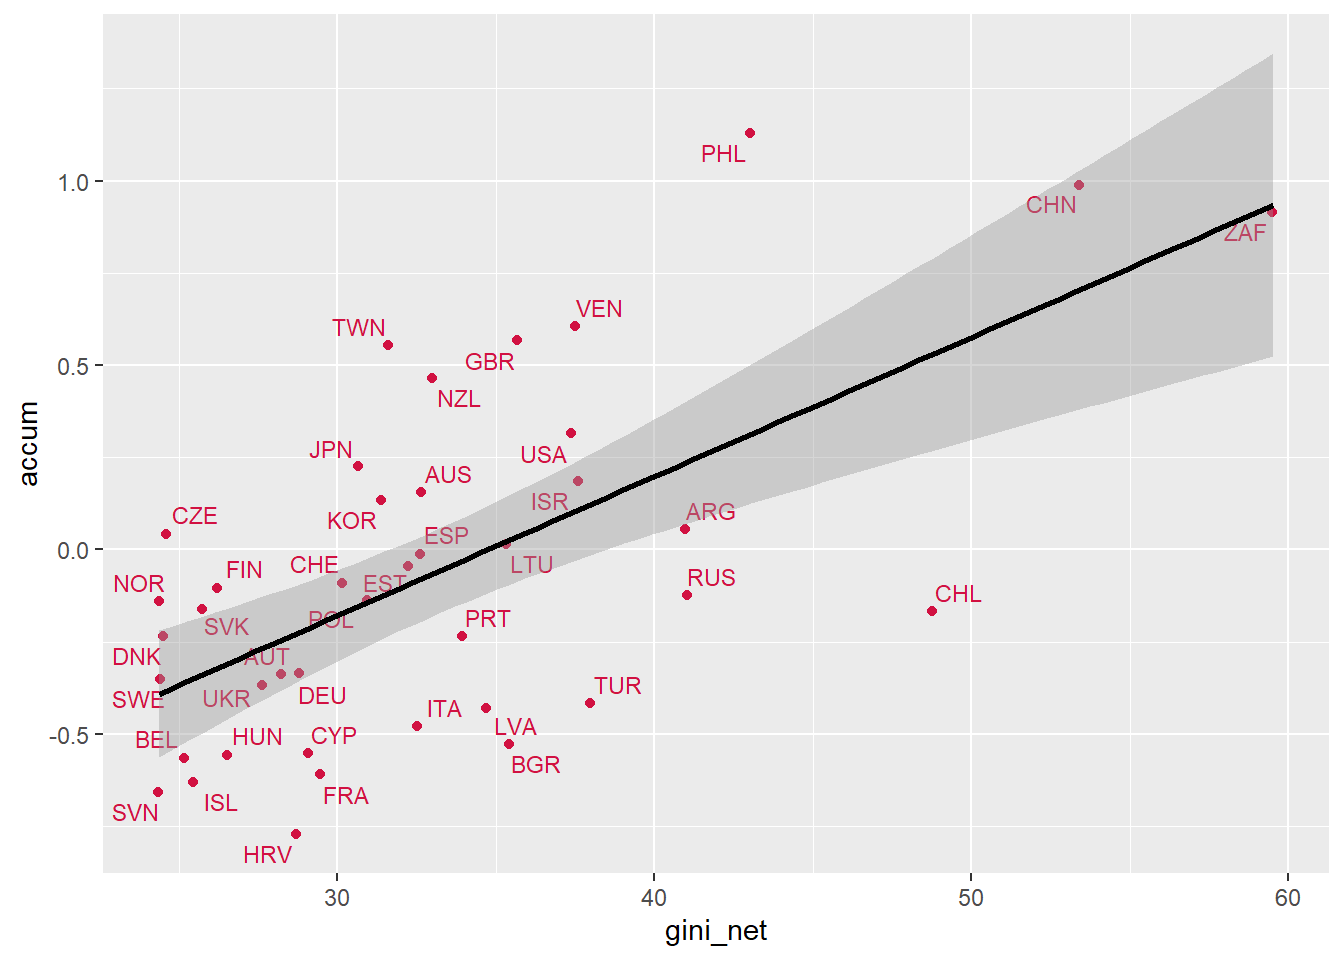 PHL
1.0
CHN
ZAF
VEN
TWN
GBR
0.5
NZL
JPN
USA
AUS
ISR
KOR
CZE
ARG
ESP
0.0
CHE
LTU
FIN
NOR
EST
RUS
CHL
POL
PRT
SVK
DNK
AUT
SWE
UKR
DEU
TUR
ITA
LVA
-0.5
BEL
HUN
CYP
BGR
SVN
ISL
FRA
HRV
30
40
50
60
gini_net
accum